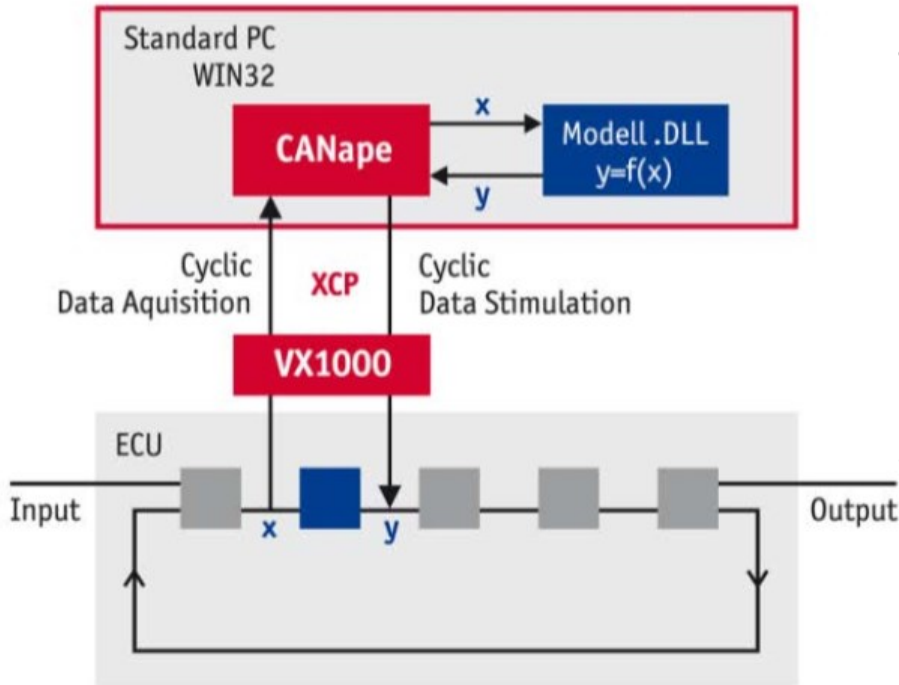 Standard PC
WIN32
CANape
x
y
Modell .DLL
y=f(x)
Cyclic
Data Aquisition
XCP
Cyclic
Data Stimulation
VX1000
ECU
Input
x
y
Output